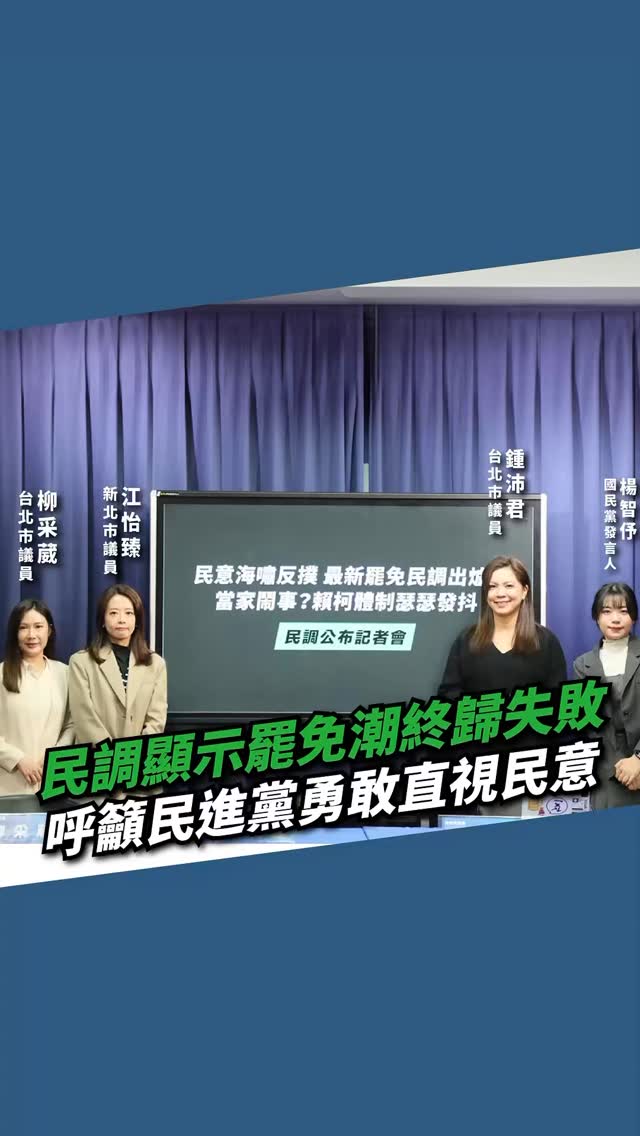 柳采葳
台北市議員
江怡臻
新北市議員
鍾沛君
台北市議員
楊智伃
國民黨發言人
民意海嘯反撲 最新罷免民調出
當家鬧事?賴柯體制瑟瑟發抖
民調公布記者會
民調顯示罷免潮終歸失敗
呼籲民進黨勇敢直視民意